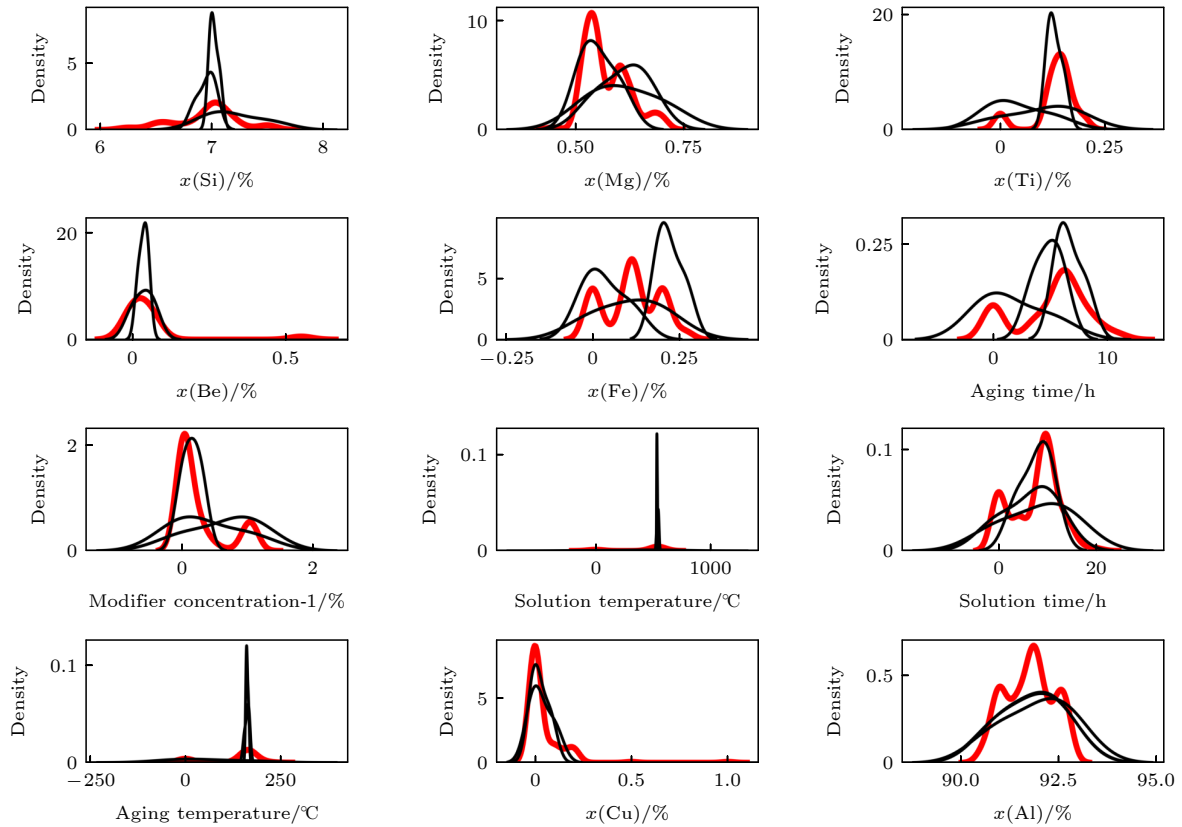 Density 5 0 6 7 8 x(Si)/%
Density 10 5 0 0.50 0.75 x(Mg)/%
Density 20 0 0 0.25 x(Ti)/%
Density 20 0 0 0.5 x(Be)/%
Density 5 0 −0.25 0 0.25 x(Fe)/%
Density 0.25 0 0 10 Aging time/h
Density 2 0 0 2 Modifier concentration-1/%
Density 0.1 0 0 1000 Solution temperature/℃
Density 0.1 0 0 20 Solution time/h
Density 0.1 0 −250 0 250 Aging temperature/℃
Density 5 0 0 0.5 1.0 x(Cu)/%
Density 0.5 0 90.0 92.5 95.0 x(Al)/%